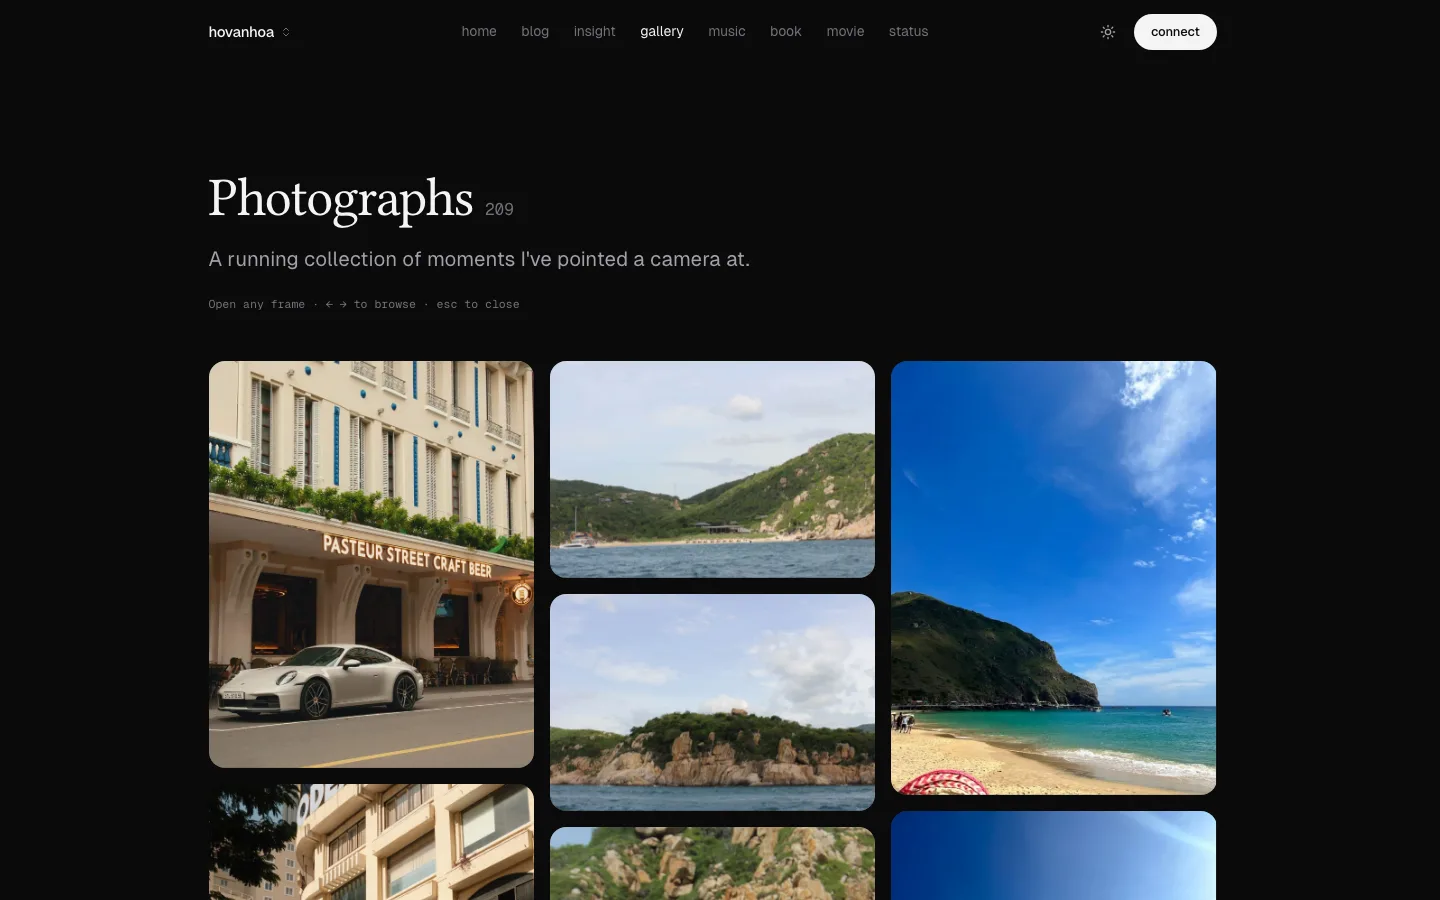 hovanhoa
home blog insight gallery music book movie status
connect
Photographs 209
A running collection of moments I've pointed a camera at.
Open any frame · ← → to browse · esc to close
PASTEUR STREET CRAFT BEER